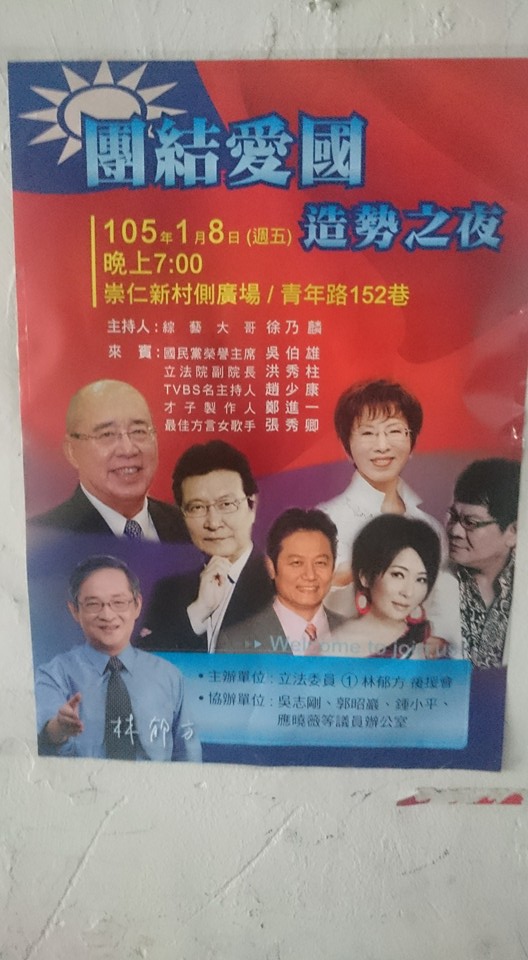 團結愛國
造勢之夜
105年1月8日 (週五)
晚上7:00
崇仁新村側廣場 / 青年路152巷
主持人 : 綜藝大哥 徐乃麟
來賓 : 國民黨榮譽主席 吳伯雄
立法院副院長 洪秀柱
TVBS名主持人 趙少康
才子製作人 鄭進一
最佳方言女歌手 張秀卿
Welcome to Join us
• 主辦單位 : 立法委員 ① 林郁方 後援會
• 協辦單位 : 吳志剛、郭昭巖、鍾小平、
應曉薇等議員辦公室
林郁方